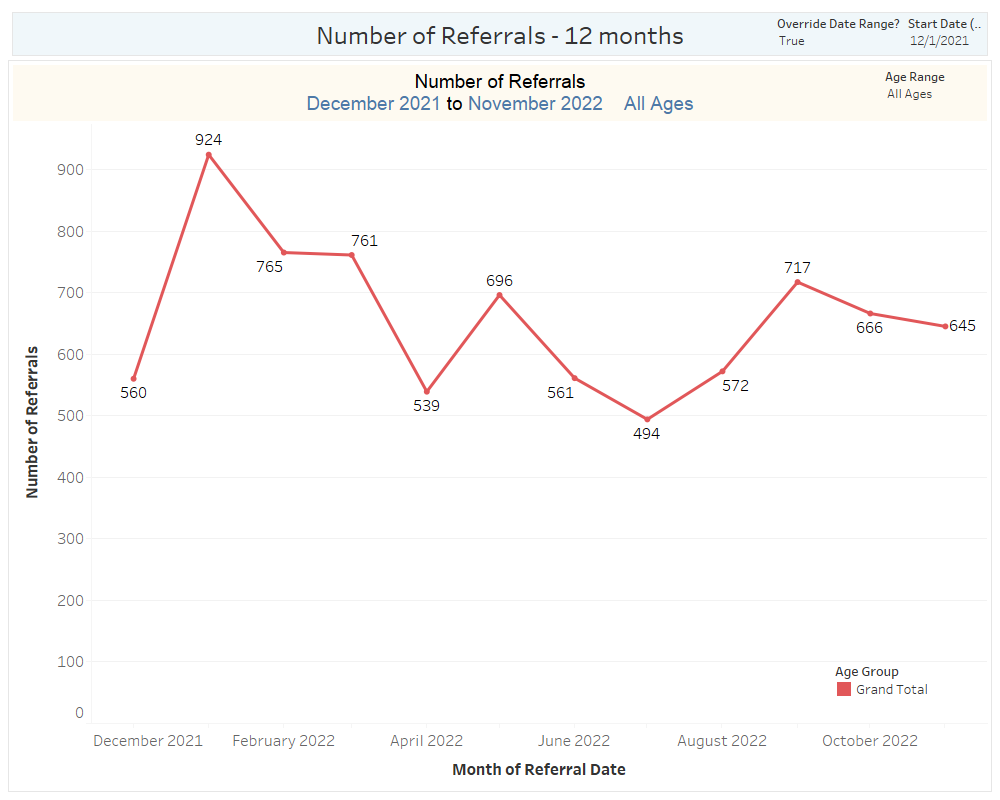 Number of Referrals - 12 months
Override Date Range?
True
Start Date (..
12/1/2021
Number of Referrals
December 2021 to November 2022 All Ages
Age Range
All Ages
Number of Referrals
900
800
700
600
500
400
300
200
100
0
560
924
765
761
539
696
561
494
572
717
666
645
Age Group
Grand Total
December 2021
February 2022
April 2022
June 2022
August 2022
October 2022
Month of Referral Date